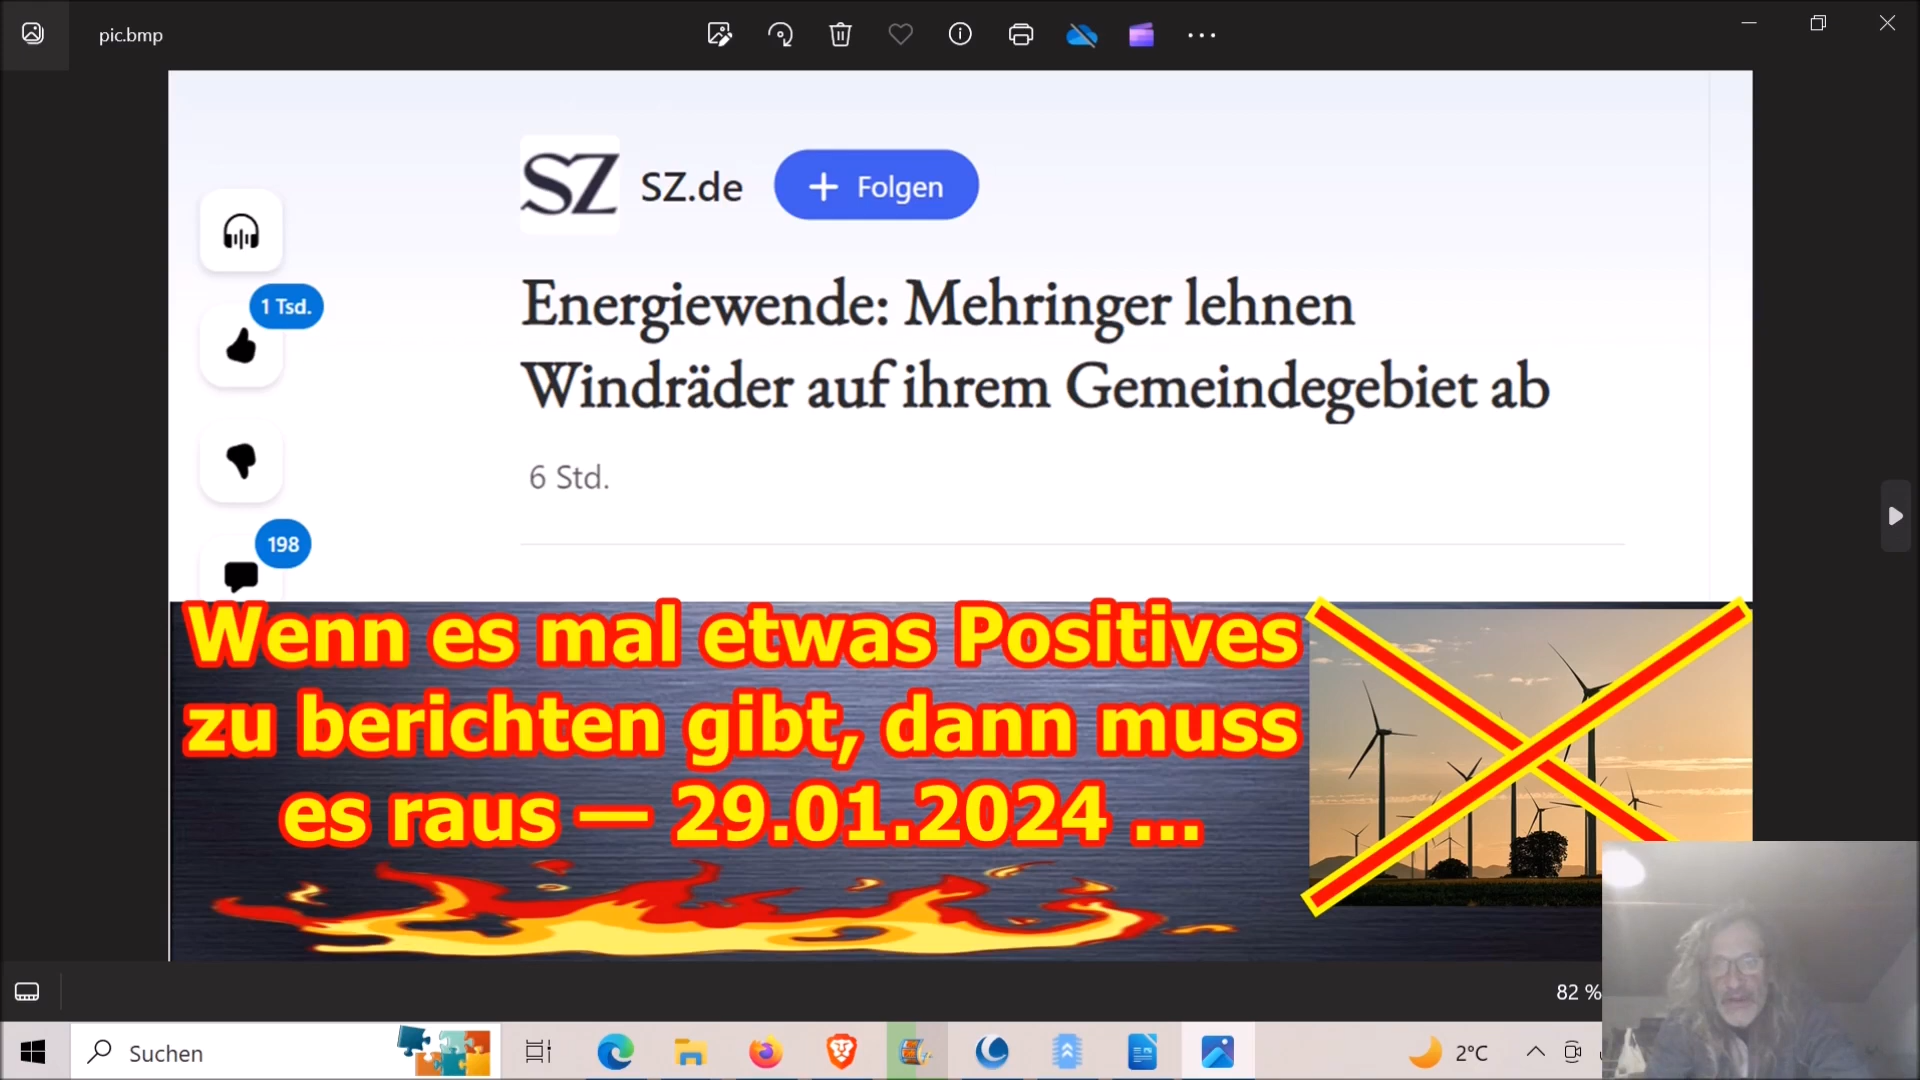 pic.bmp
SZ SZ.de + Folgen
1 Tsd.
Energiewende: Mehringer lehnen
Windräder auf ihrem Gemeindegebiet ab
6 Std.
198
Wenn es mal etwas Positives
zu berichten gibt, dann muss
es raus — 29.01.2024 ...
82 %
Suchen
2°C